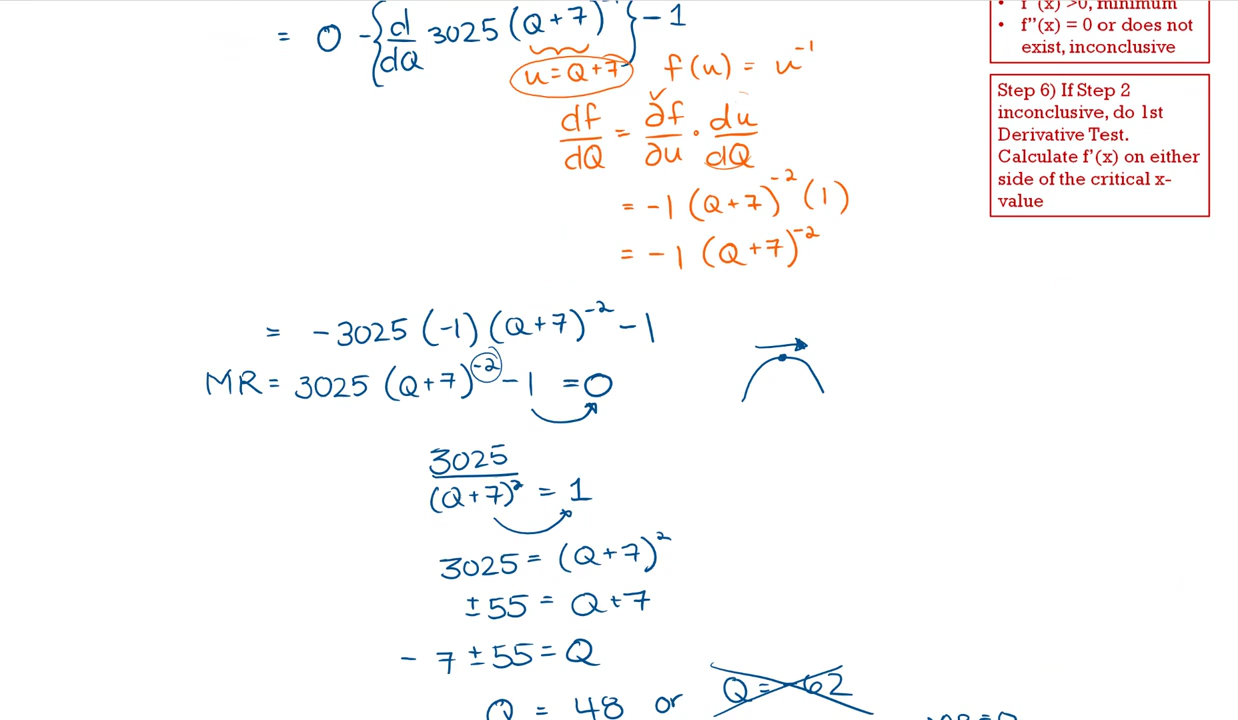 = 0 - { d/dQ 3025 (Q+7) } - 1
u = Q+7 f(u) = u^-1
df/dQ = ∂f/∂u · du/dQ
= -1 (Q+7)^-2 (1)
= -1 (Q+7)^-2
= -3025 (-1) (Q+7)^-2 - 1
MR = 3025 (Q+7)^-2 - 1 = 0
3025/(Q+7)^2 = 1
3025 = (Q+7)^2
±55 = Q+7
- 7 ± 55 = Q
Q = 48 or Q = -62
• f''(x) >0, minimum
• f''(x) = 0 or does not
exist, inconclusive
Step 6) If Step 2
inconclusive, do 1st
Derivative Test.
Calculate f'(x) on either
side of the critical x-
value